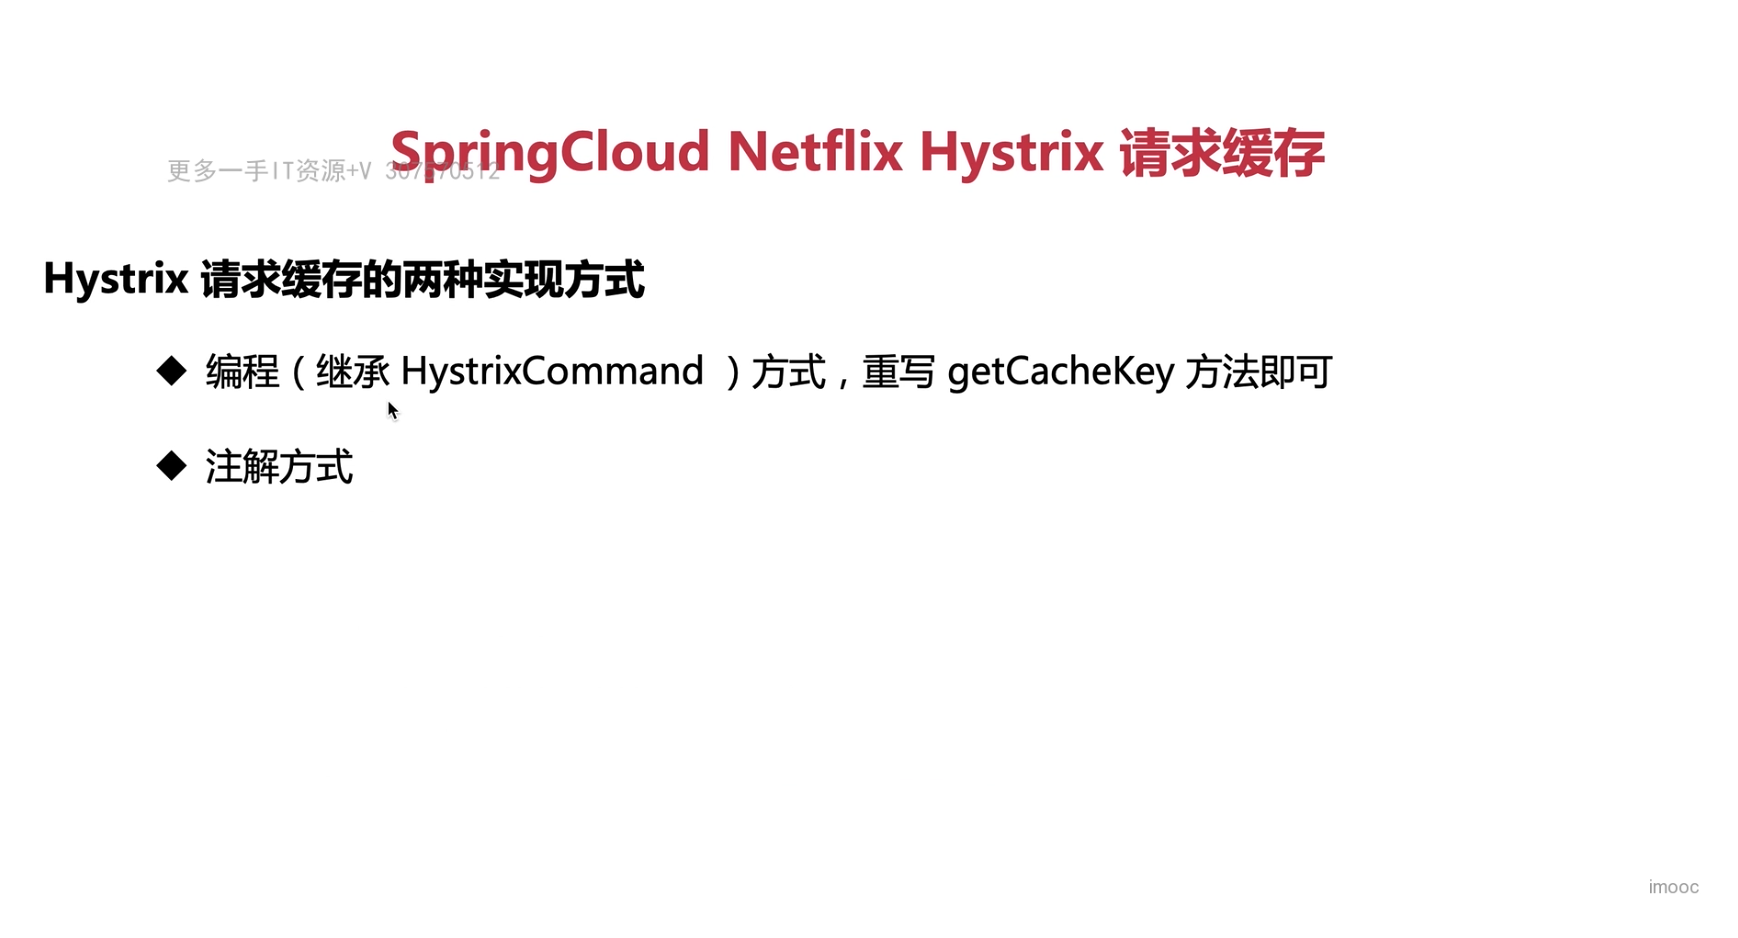 SpringCloud Netflix Hystrix 请求缓存
更多一手IT资源+V 307570512
Hystrix 请求缓存的两种实现方式
◆ 编程（继承 HystrixCommand ）方式，重写 getCacheKey 方法即可
◆ 注解方式
imooc